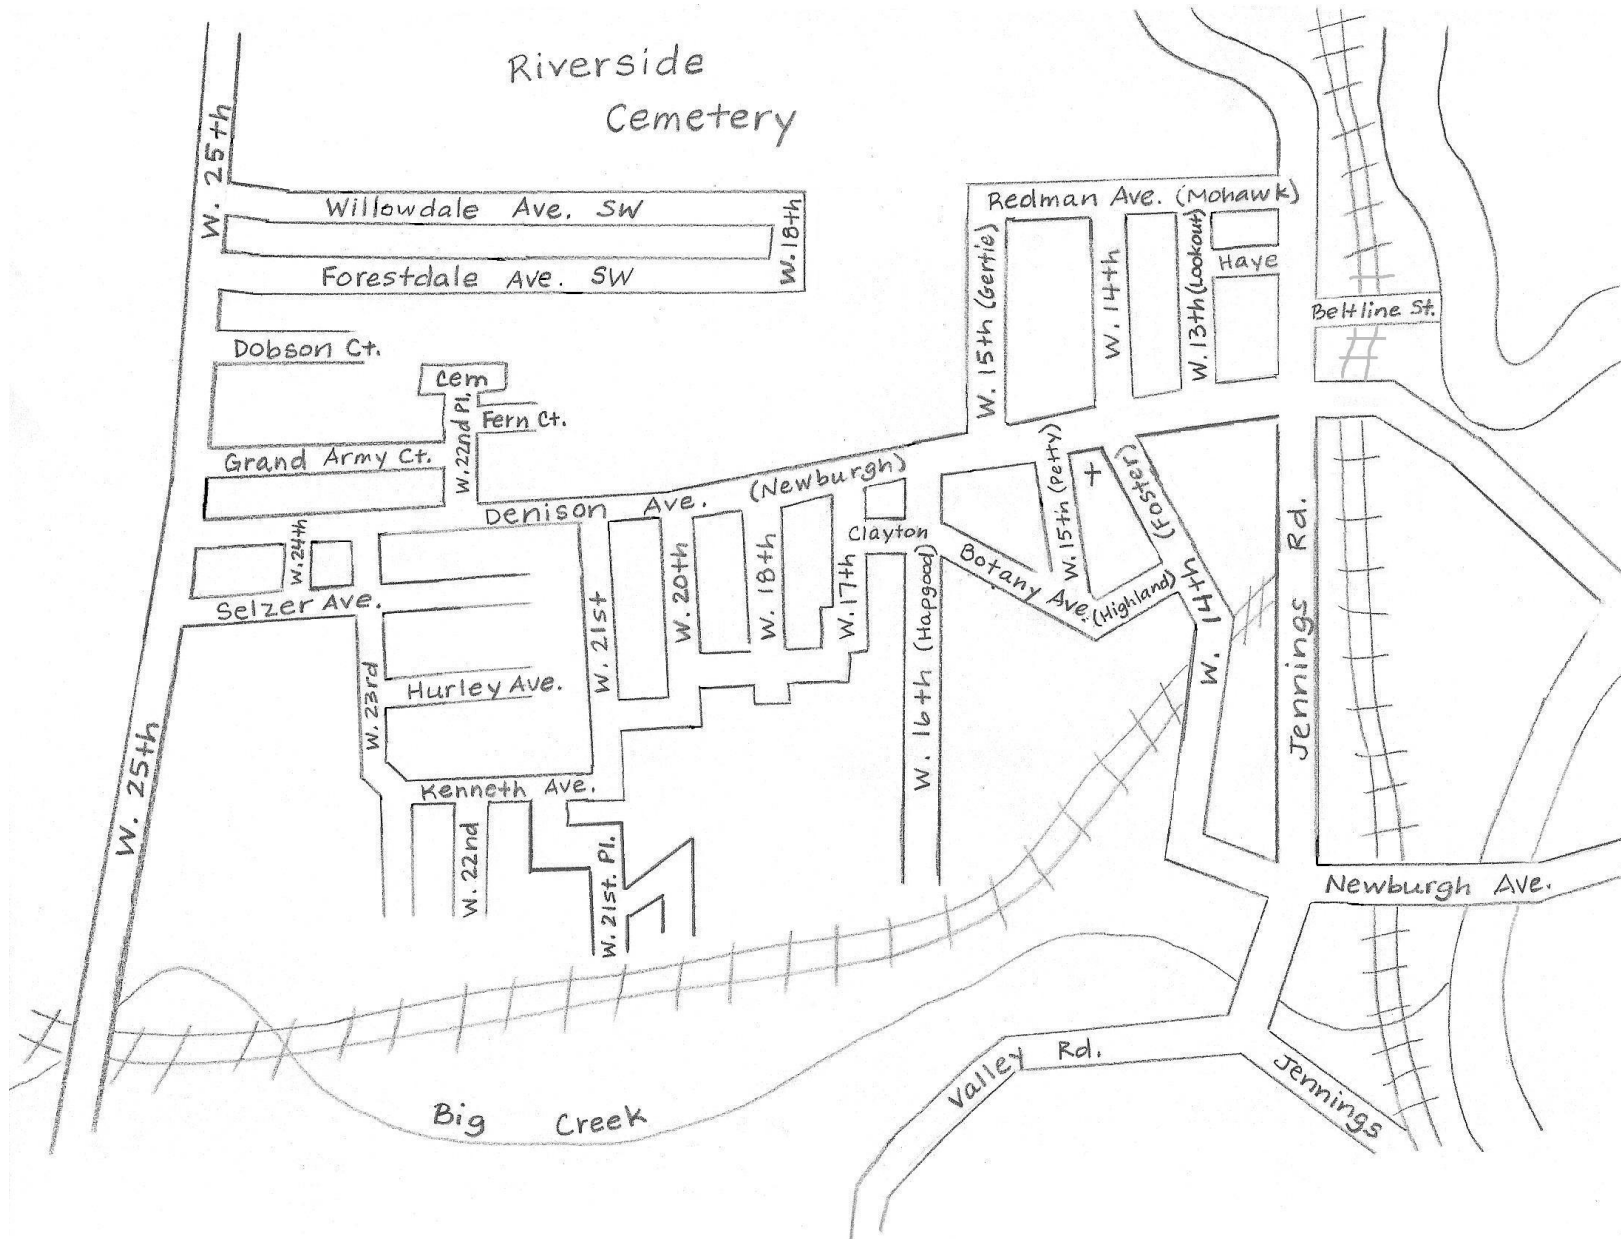 Riverside
Cemetery
W. 25th
Willowdale Ave. SW
W. 18th
Forestdale Ave. SW
Dobson Ct.
Cem
W. 22nd Pl.
Fern Ct.
Grand Army Ct.
Redman Ave. (Mohawk)
W. 15th (Gertie)
W. 14th
W. 13th (Lookout)
Haye
Beltline St.
Denison Ave. (Newburgh)
W. 24th
Selzer Ave.
W. 23rd
Hurley Ave.
W. 21st
W. 20th
W. 18th
W. 17th
Clayton
W. 16th (Hapgood)
Botany Ave. (Highland)
W. 15th (Petty)
W. 14th (Foster)
Jennings Rd.
W.
W. 25th
Kenneth Ave.
W. 22nd
W. 21st. Pl.
Newburgh Ave.
Big Creek
Valley Rd.
Jennings